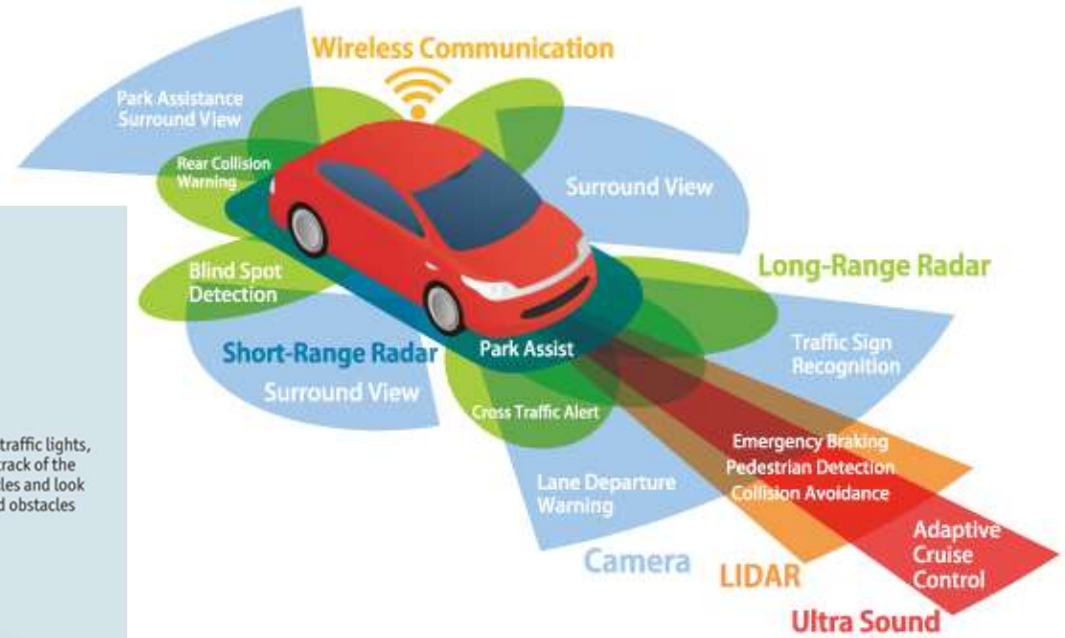 Wireless Communication
Park Assistance
Surround View
Rear Collision
Warning
Surround View
Blind Spot
Detection
Long-Range Radar
Short-Range Radar
Park Assist
Traffic Sign
Recognition
Surround View
Cross Traffic Alert
traffic lights,
track of the
les and look
d obstacles
Emergency Braking
Pedestrian Detection
Collision Avoidance
Lane Departure
Warning
Adaptive
Cruise
Control
Camera
LIDAR
Ultra Sound